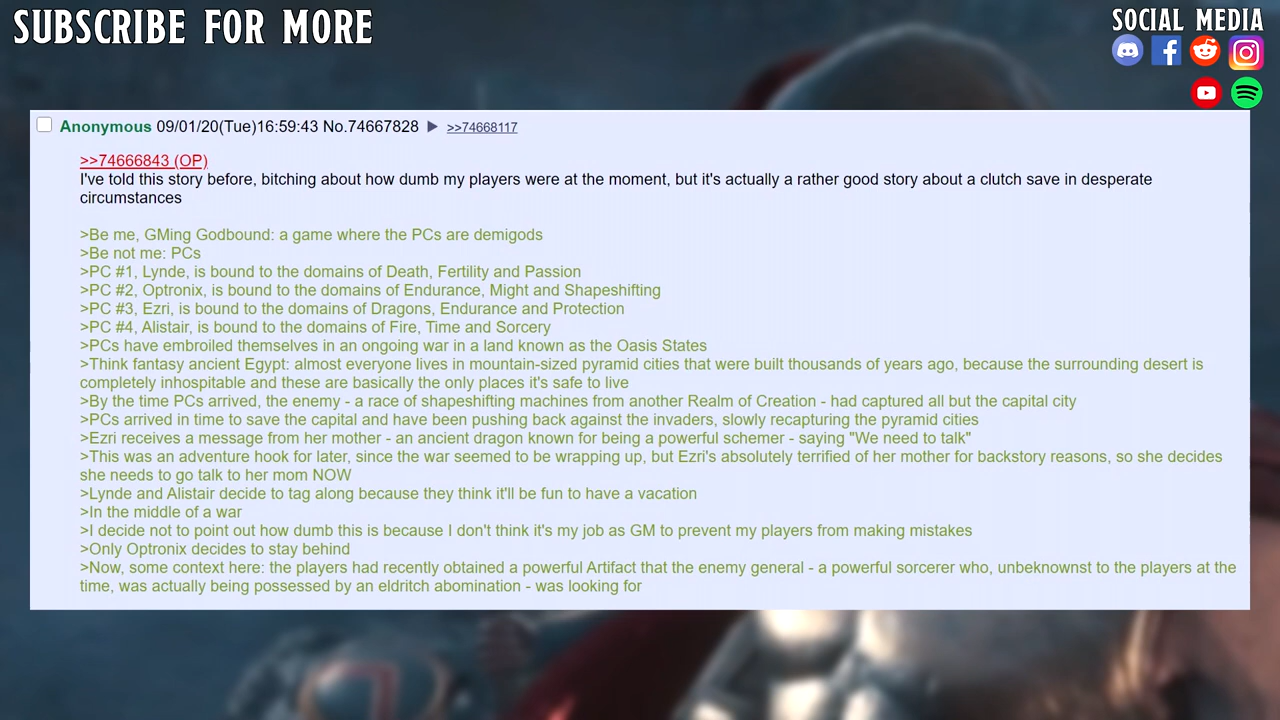 SUBSCRIBE FOR MORE
SOCIAL MEDIA
Anonymous 09/01/20(Tue)16:59:43 No.74667828 ▶ >>74668117
>>74666843 (OP)
I've told this story before, bitching about how dumb my players were at the moment, but it's actually a rather good story about a clutch save in desperate
circumstances
>Be me, GMing Godbound: a game where the PCs are demigods
>Be not me: PCs
>PC #1, Lynde, is bound to the domains of Death, Fertility and Passion
>PC #2, Optronix, is bound to the domains of Endurance, Might and Shapeshifting
>PC #3, Ezri, is bound to the domains of Dragons, Endurance and Protection
>PC #4, Alistair, is bound to the domains of Fire, Time and Sorcery
>PCs have embroiled themselves in an ongoing war in a land known as the Oasis States
>Think fantasy ancient Egypt: almost everyone lives in mountain-sized pyramid cities that were built thousands of years ago, because the surrounding desert is
completely inhospitable and these are basically the only places it's safe to live
>By the time PCs arrived, the enemy - a race of shapeshifting machines from another Realm of Creation - had captured all but the capital city
>PCs arrived in time to save the capital and have been pushing back against the invaders, slowly recapturing the pyramid cities
>Ezri receives a message from her mother - an ancient dragon known for being a powerful schemer - saying "We need to talk"
>This was an adventure hook for later, since the war seemed to be wrapping up, but Ezri's absolutely terrified of her mother for backstory reasons, so she decides
she needs to go talk to her mom NOW
>Lynde and Alistair decide to tag along because they think it'll be fun to have a vacation
>In the middle of a war
>I decide not to point out how dumb this is because I don't think it's my job as GM to prevent my players from making mistakes
>Only Optronix decides to stay behind
>Now, some context here: the players had recently obtained a powerful Artifact that the enemy general - a powerful sorcerer who, unbeknownst to the players at the
time, was actually being possessed by an eldritch abomination - was looking for